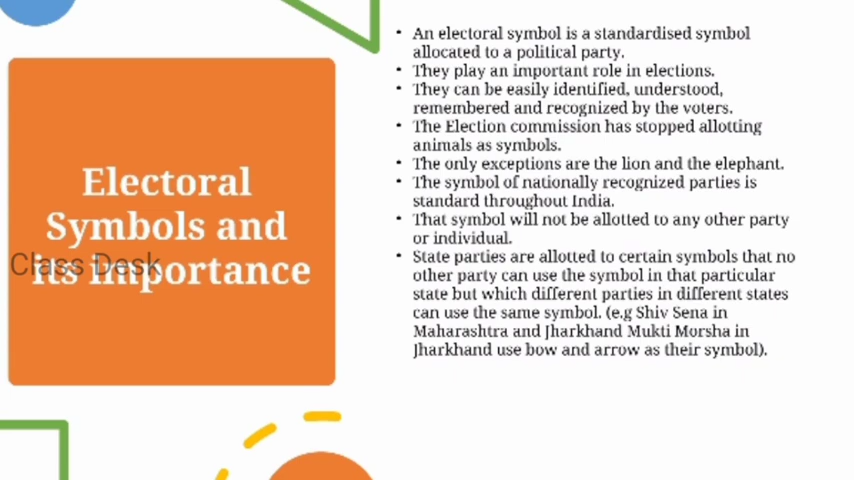 Electoral
Symbols and
its importance
Class Desk
• An electoral symbol is a standardised symbol
allocated to a political party.
• They play an important role in elections.
• They can be easily identified, understood,
remembered and recognized by the voters.
• The Election commission has stopped allotting
animals as symbols.
• The only exceptions are the lion and the elephant.
• The symbol of nationally recognized parties is
standard throughout India.
• That symbol will not be allotted to any other party
or individual.
• State parties are allotted to certain symbols that no
other party can use the symbol in that particular
state but which different parties in different states
can use the same symbol. (e.g Shiv Sena in
Maharashtra and Jharkhand Mukti Morsha in
Jharkhand use bow and arrow as their symbol).